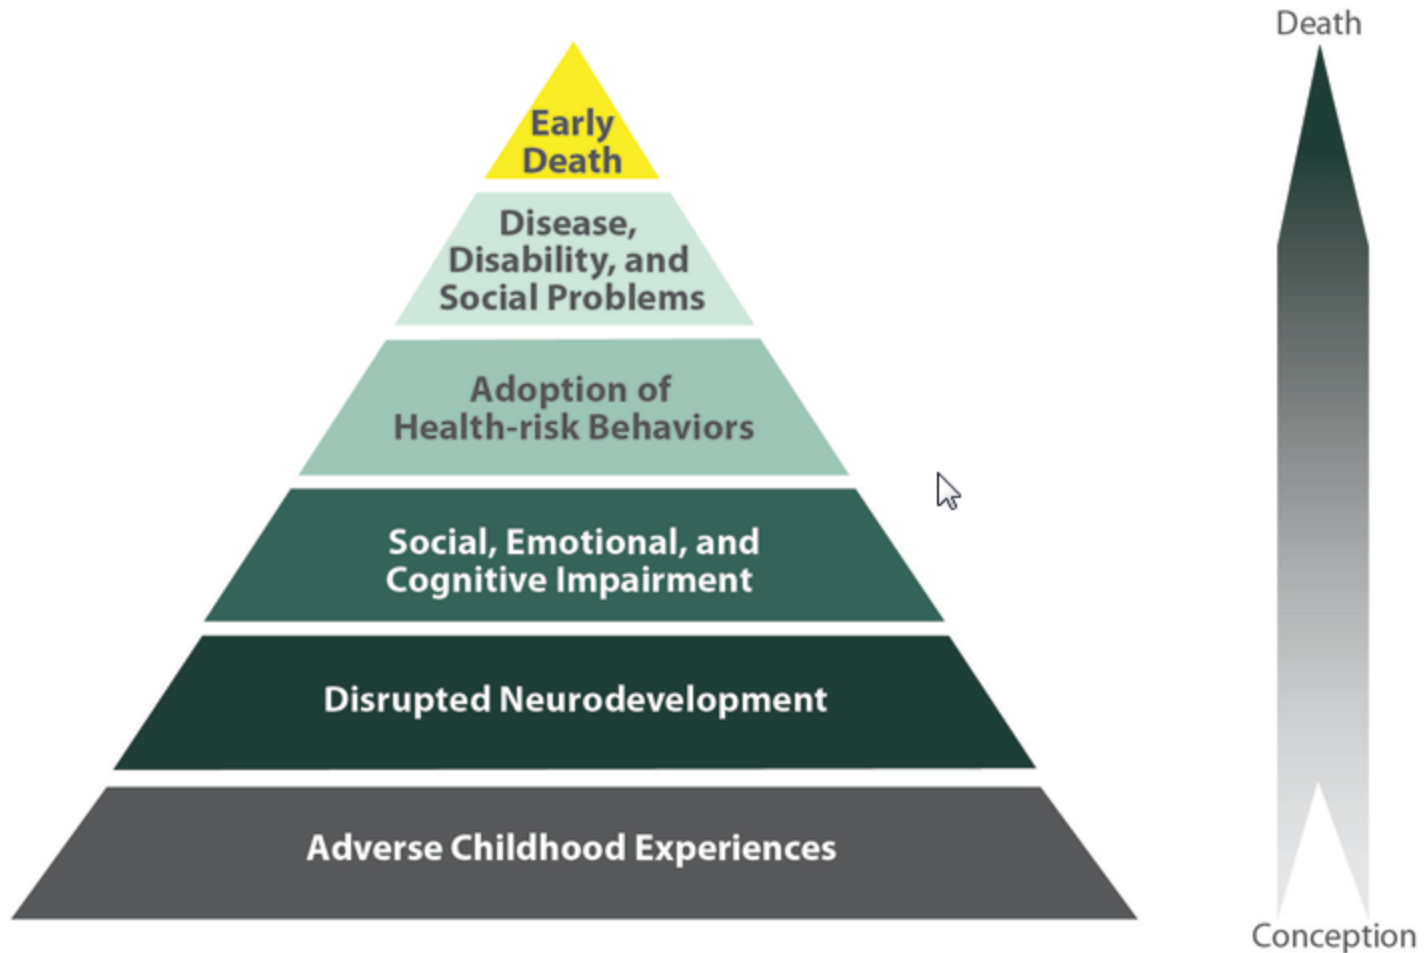 Death
Early
Death
Disease,
Disability, and
Social Problems
Adoption of
Health-risk Behaviors
Social, Emotional, and
Cognitive Impairment
Disrupted Neurodevelopment
Adverse Childhood Experiences
Conception